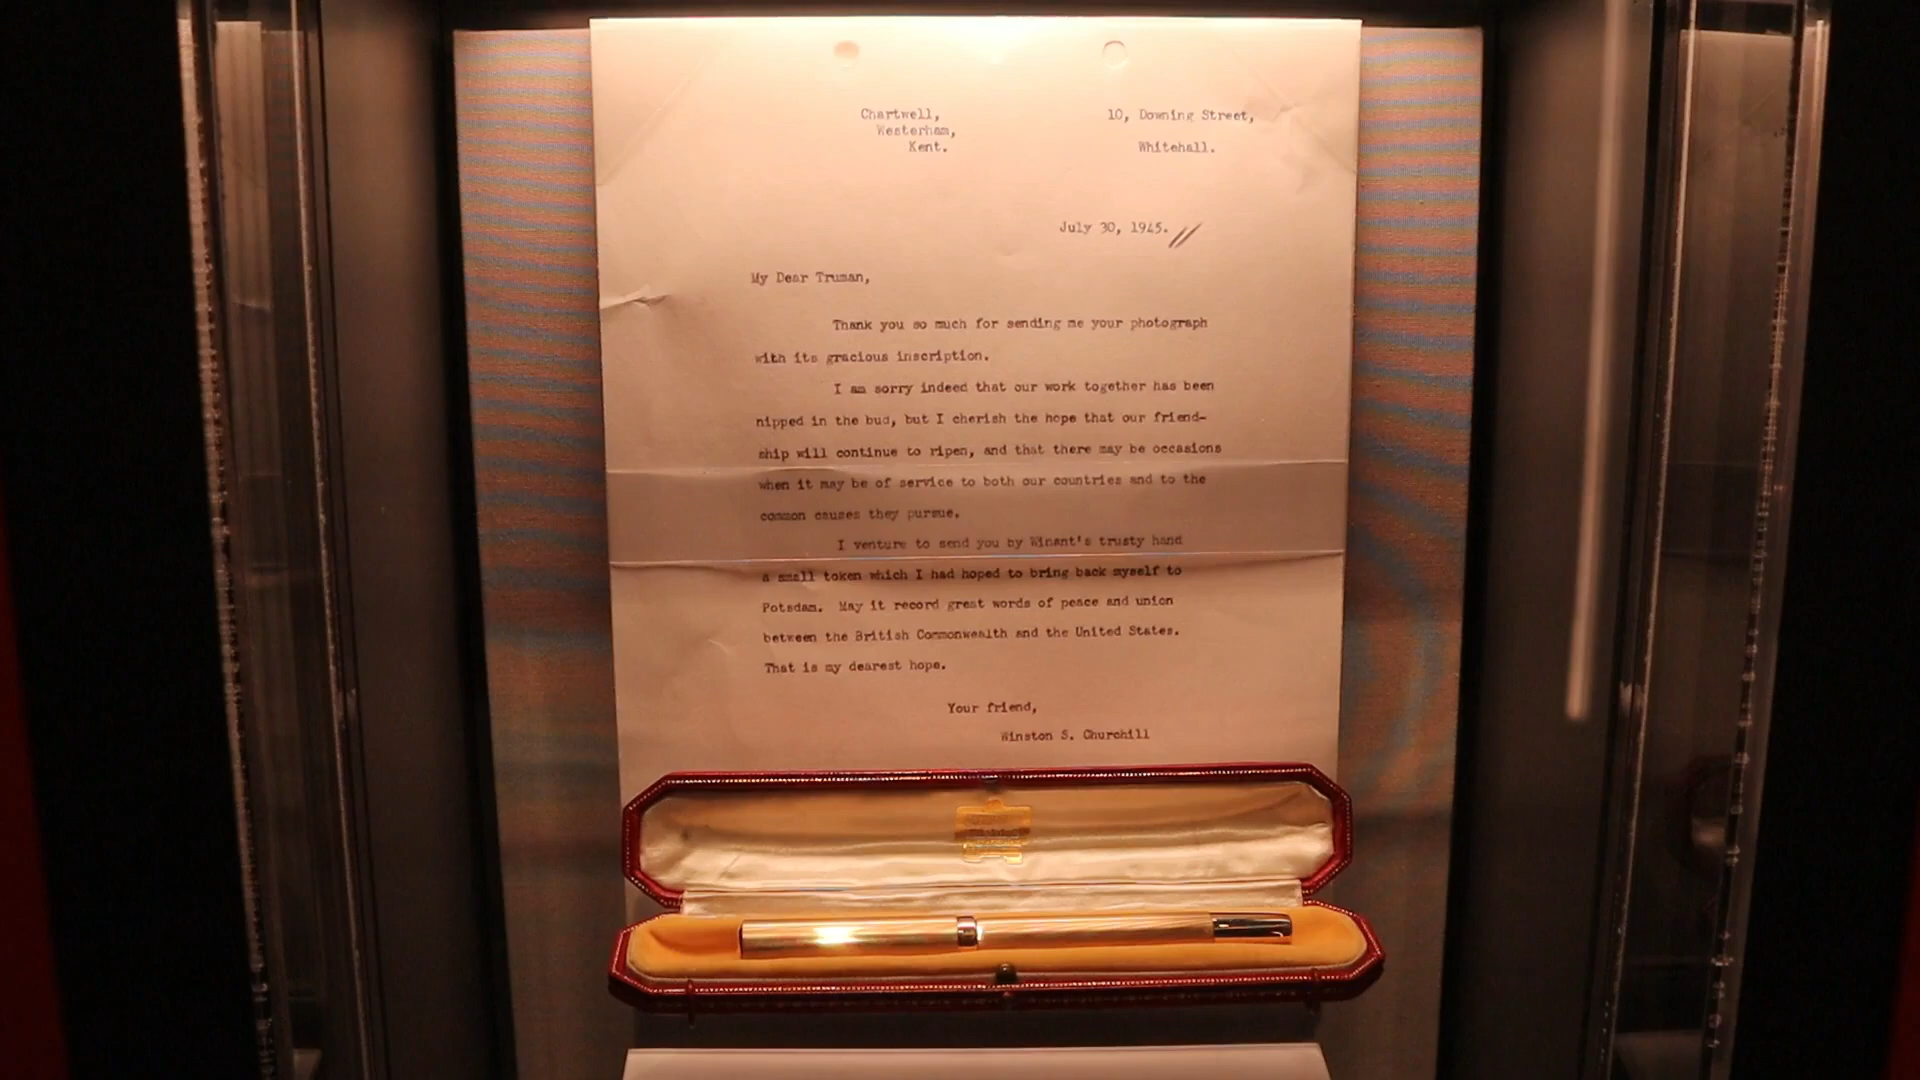 Chartwell,
Westerham,
Kent.
10, Downing Street,
Whitehall.
July 30, 1945.
My Dear Truman,
Thank you so much for sending me your photograph
with its gracious inscription.
I am sorry indeed that our work together has been
nipped in the bud, but I cherish the hope that our friend-
ship will continue to ripen, and that there may be occasions
when it may be of service to both our countries and to the
common causes they pursue.
I venture to send you by Winant's trusty hand
a small token which I had hoped to bring back myself to
Potsdam. May it record great words of peace and union
between the British Commonwealth and the United States.
That is my dearest hope.
Your friend,
Winston S. Churchill